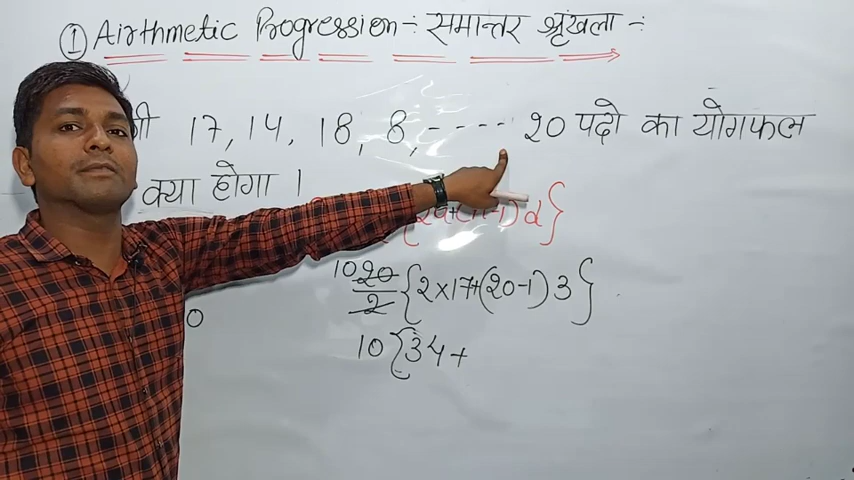 ① Airthmetic Progression :- समान्तर श्रृंखला -:
17, 14, 18, 8, ----- 20 पदो का योगफल
क्या होगा ।
d}
10 20/2 {2×17+(20-1) 3}
10 {34 +